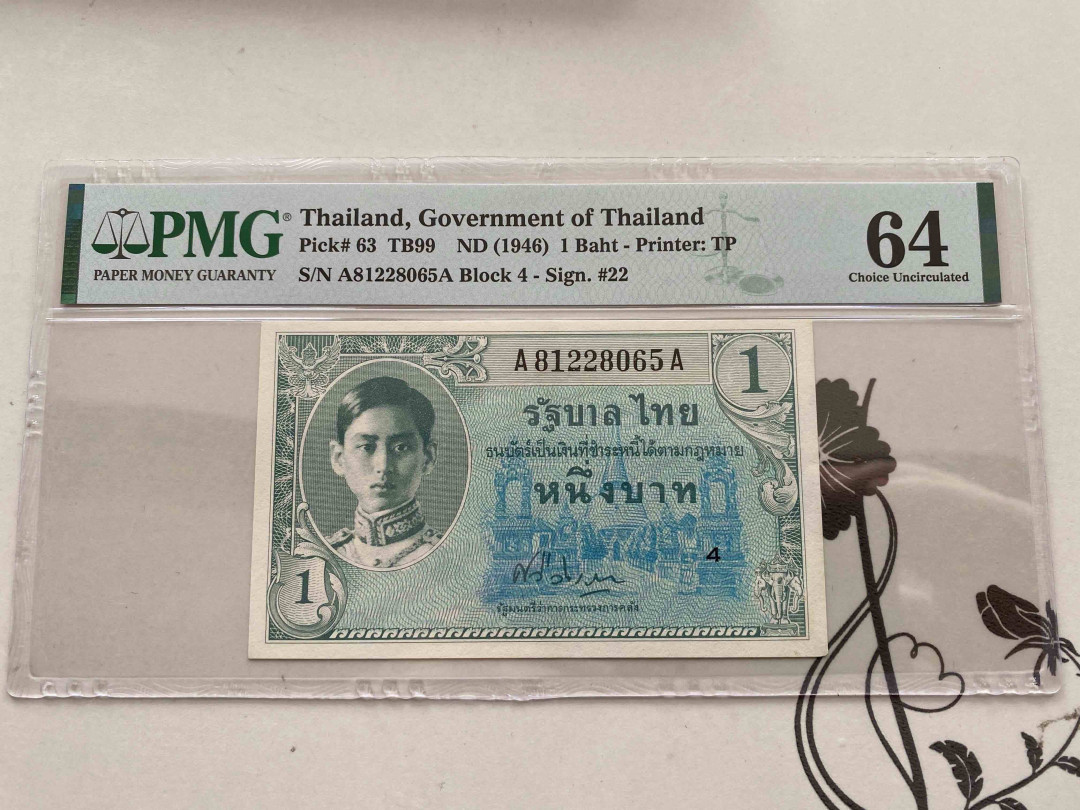 PMG®
PAPER MONEY GUARANTY
Thailand, Government of Thailand
Pick# 63 TB99 ND (1946) 1 Baht - Printer: TP
S/N A81228065A Block 4 - Sign. #22
64
Choice Uncirculated
A81228065A
1
รัฐบาลไทย
ธนบัตร์เป็นเงินที่ชำระหนี้ได้ตามกฎหมาย
หนึ่งบาท
4
1
รัฐมนตรีว่าการกระทรวงการคลัง